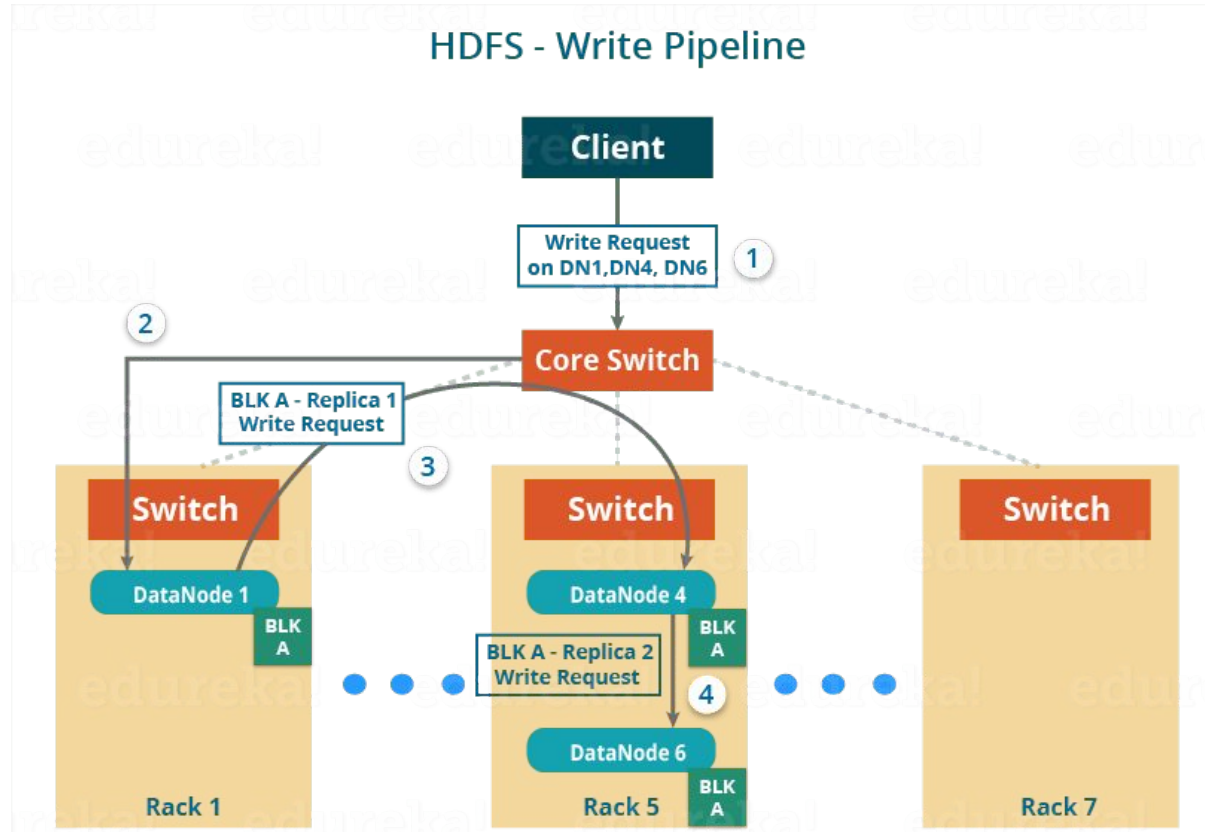 HDFS - Write Pipeline
Client
Write Request
on DN1,DN4, DN6
1
2
Core Switch
BLK A - Replica 1
Write Request
3
Switch
Switch
Switch
DataNode 1
DataNode 4
BLK
A
BLK
A
BLK A - Replica 2
Write Request
4
DataNode 6
BLK
A
Rack 1
Rack 5
Rack 7
edureka!